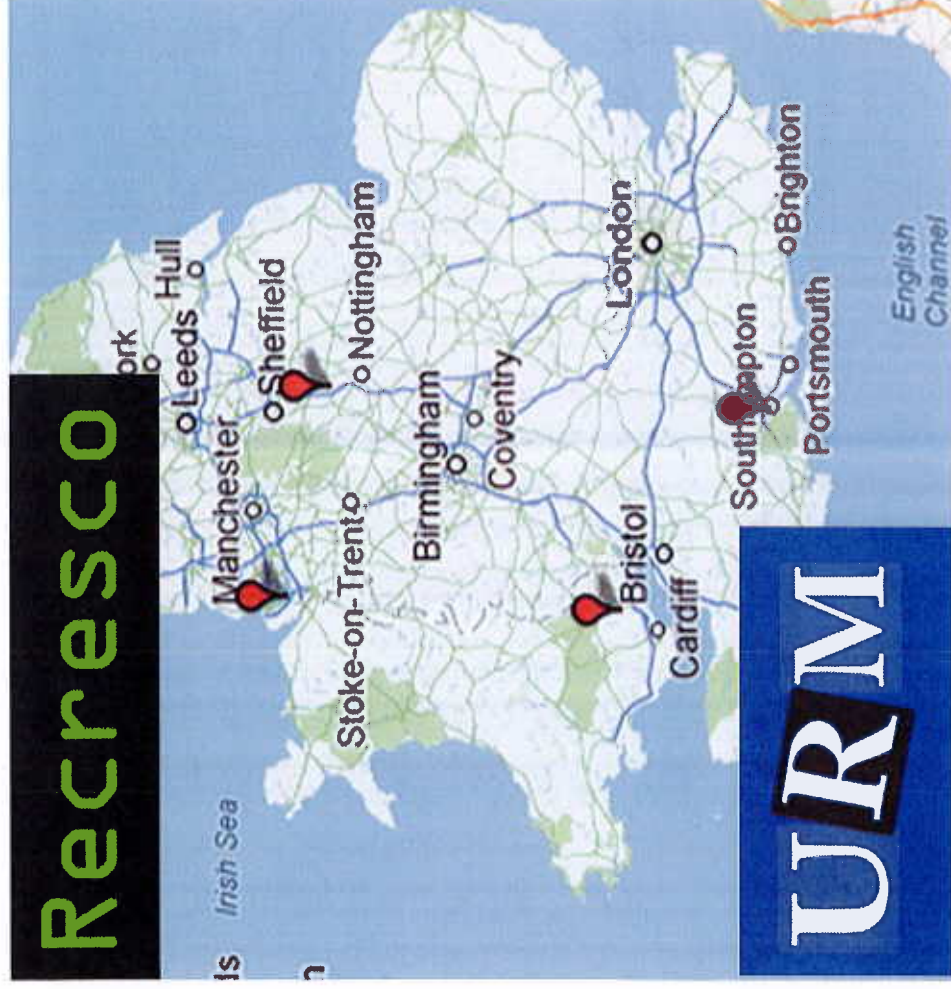 Recresco
ork
Leeds
Hull
Manchester
Sheffield
Irish Sea
Stoke-on-Trent
Nottingham
Birmingham
Coventry
London
Bristol
Cardiff
Southampton
Portsmouth
Brighton
English
Channel
URM